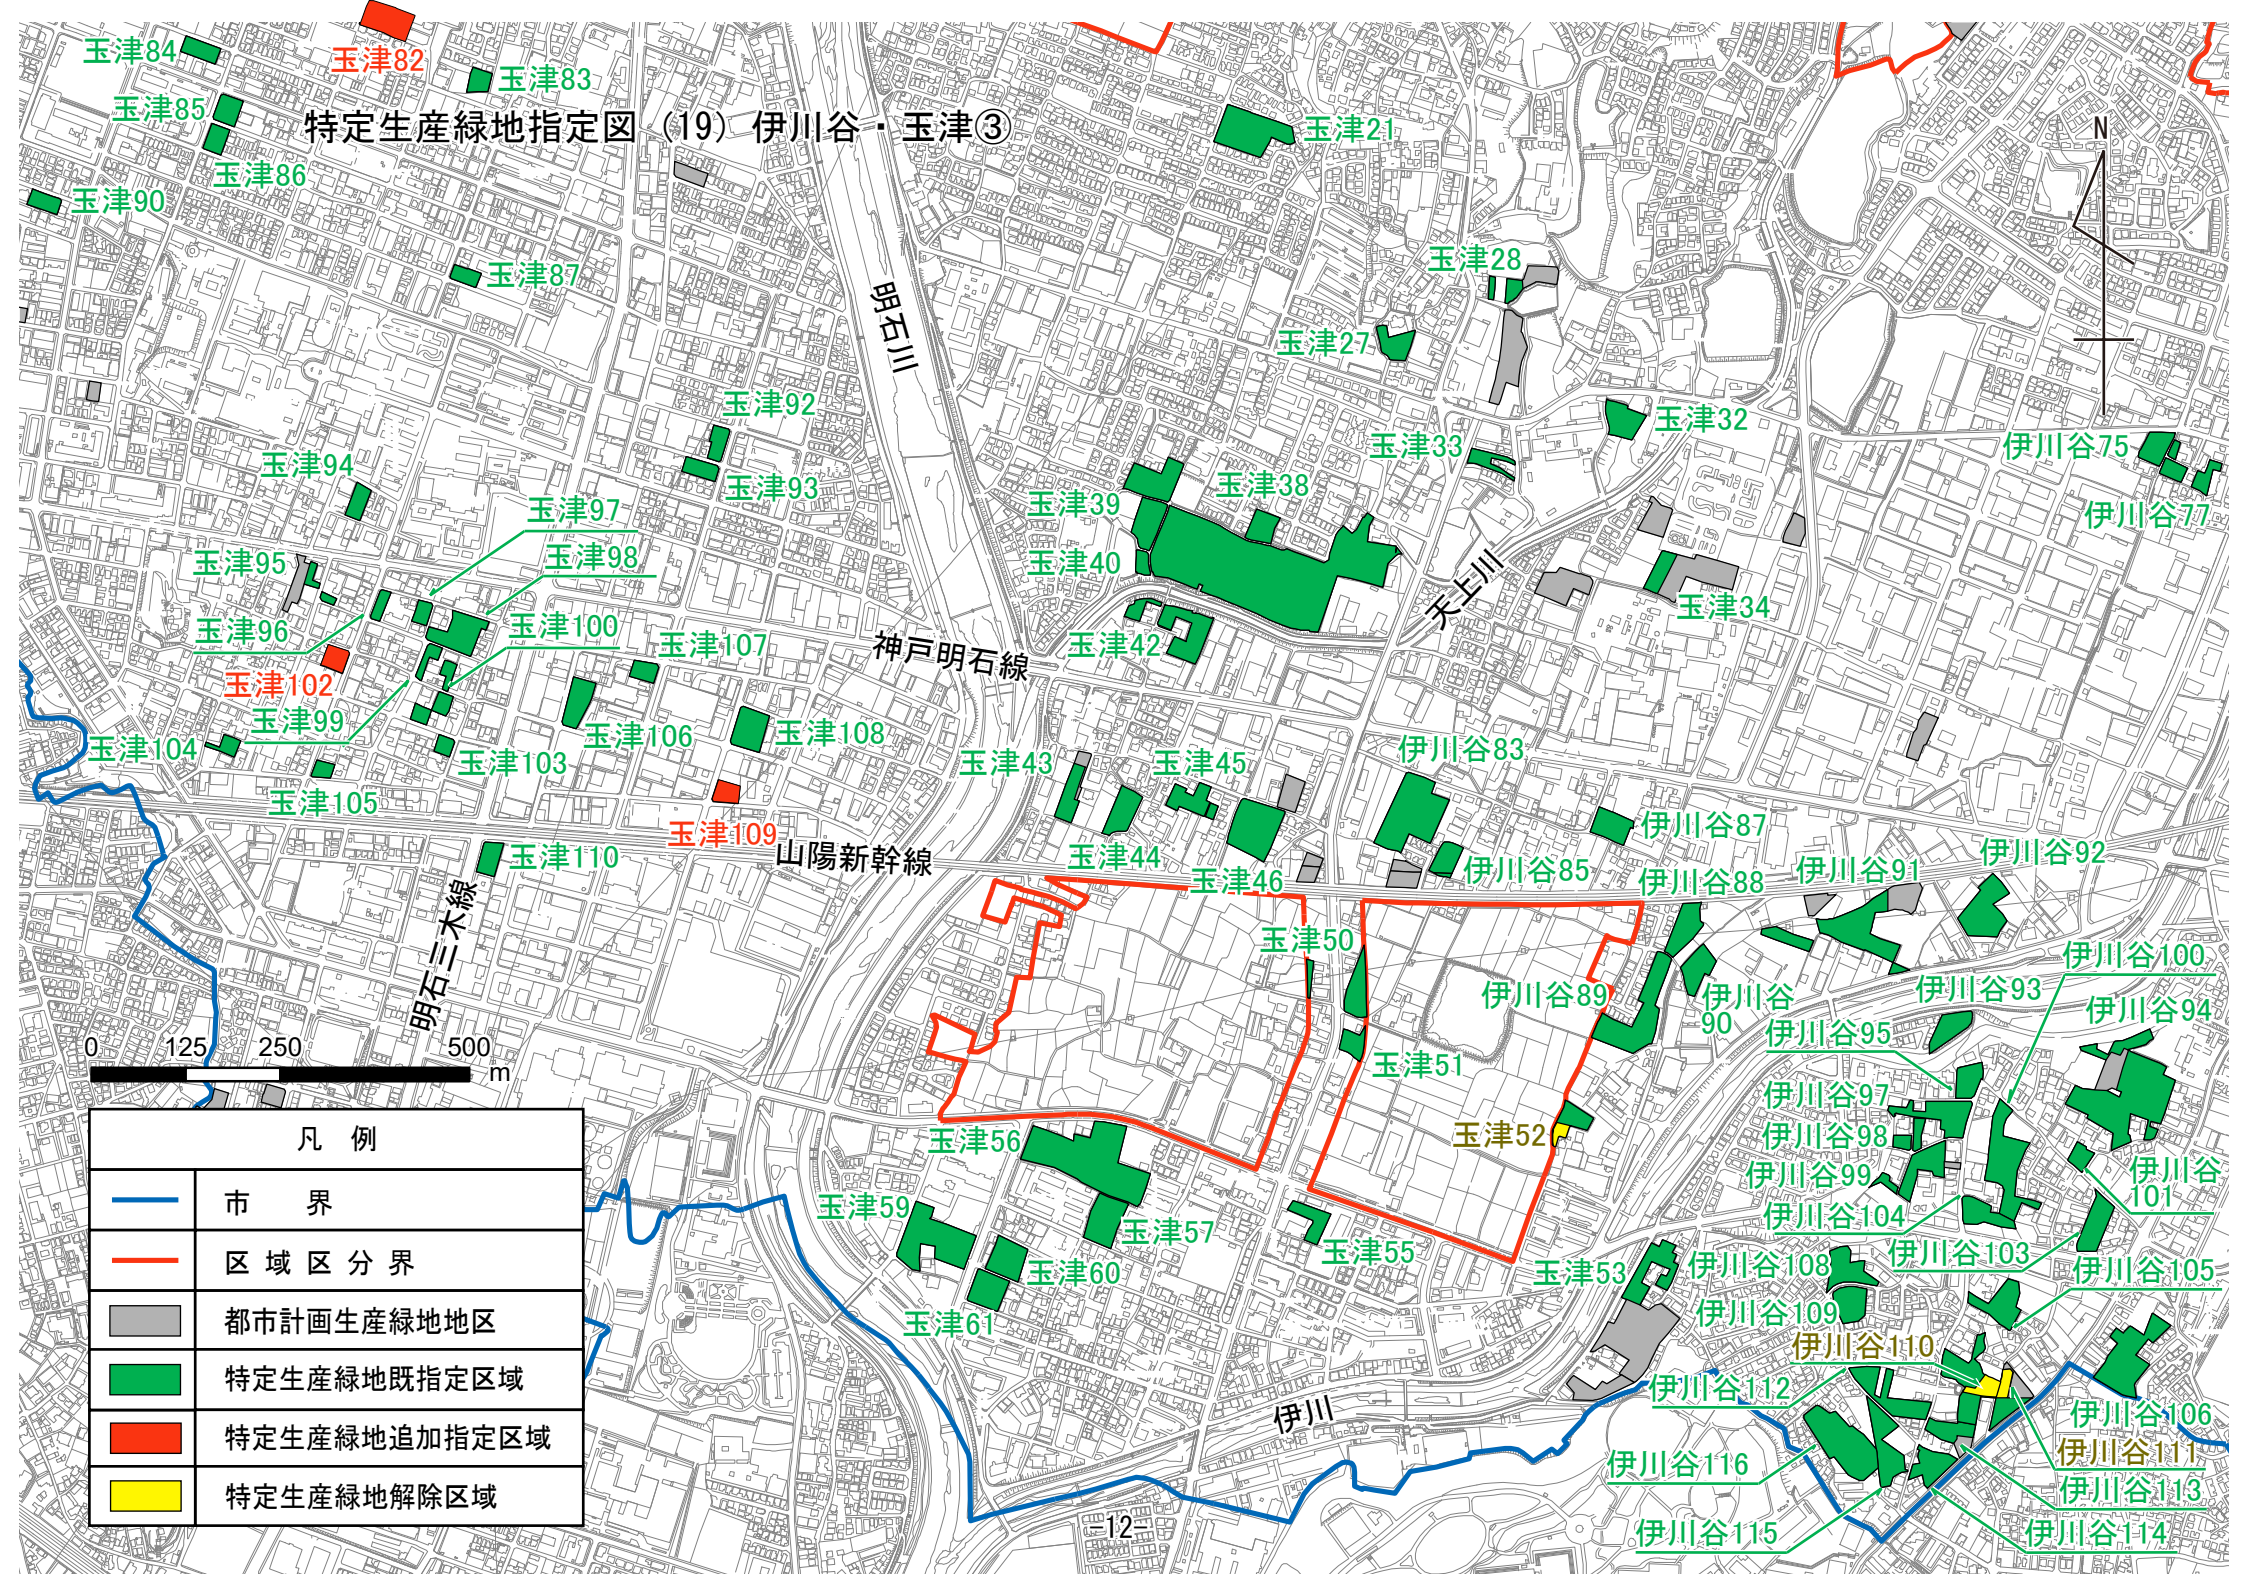 玉津82
玉津84
玉津83
玉津85
特定生産緑地指定図（19）伊川谷・玉津③
玉津21
N
玉津86
玉津90
玉津87
玉津28
明石川
玉津27
玉津92
玉津32
玉津33
伊川谷75
玉津94
玉津93
玉津38
玉津39
玉津97
伊川谷77
玉津98
玉津95
玉津40
天上川
玉津34
玉津96
玉津100
玉津107
玉津42
神戸明石線
玉津102
玉津99
玉津104
玉津106
玉津108
玉津103
玉津43
玉津45
伊川谷83
玉津105
玉津109
伊川谷87
玉津110
山陽新幹線
玉津44
玉津46
伊川谷85
伊川谷88
伊川谷91
伊川谷92
明石三木線
玉津50
伊川谷100
伊川谷89
伊川谷
90
伊川谷93
伊川谷94
伊川谷95
0 125 250 500
m
玉津51
伊川谷97
玉津52
伊川谷98
玉津56
伊川谷99
伊川谷
101
凡 例
市 界
区域区分界
都市計画生産緑地地区
特定生産緑地既指定区域
特定生産緑地追加指定区域
特定生産緑地解除区域
玉津59
玉津57
伊川谷104
玉津55
伊川谷103
玉津60
玉津53
伊川谷108
伊川谷105
玉津61
伊川谷109
伊川谷110
伊川谷112
伊川
伊川谷106
伊川谷111
伊川谷116
伊川谷113
伊川谷115
伊川谷114
-12-